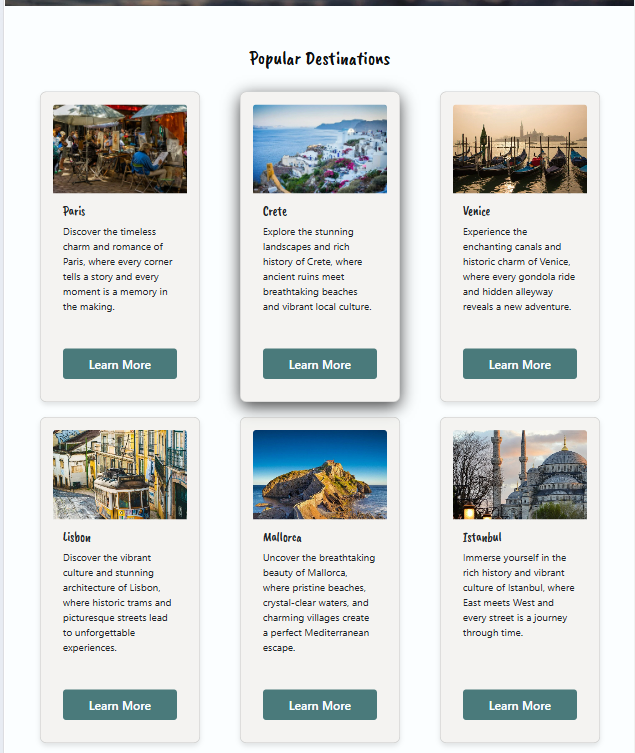 Popular Destinations
Paris
Discover the timeless
charm and romance of
Paris, where every corner
tells a story and every
moment is a memory in
the making.
Learn More
Crete
Explore the stunning
landscapes and rich
history of Crete, where
ancient ruins meet
breathtaking beaches
and vibrant local culture.
Learn More
Venice
Experience the
enchanting canals and
historic charm of Venice,
where every gondola ride
and hidden alleyway
reveals a new adventure.
Learn More
Lisbon
Discover the vibrant
culture and stunning
architecture of Lisbon,
where historic trams and
picturesque streets lead
to unforgettable
experiences.
Learn More
Mallorca
Uncover the breathtaking
beauty of Mallorca,
where pristine beaches,
crystal-clear waters, and
charming villages create
a perfect Mediterranean
escape.
Learn More
Istanbul
Immerse yourself in the
rich history and vibrant
culture of Istanbul, where
East meets West and
every street is a journey
through time.
Learn More